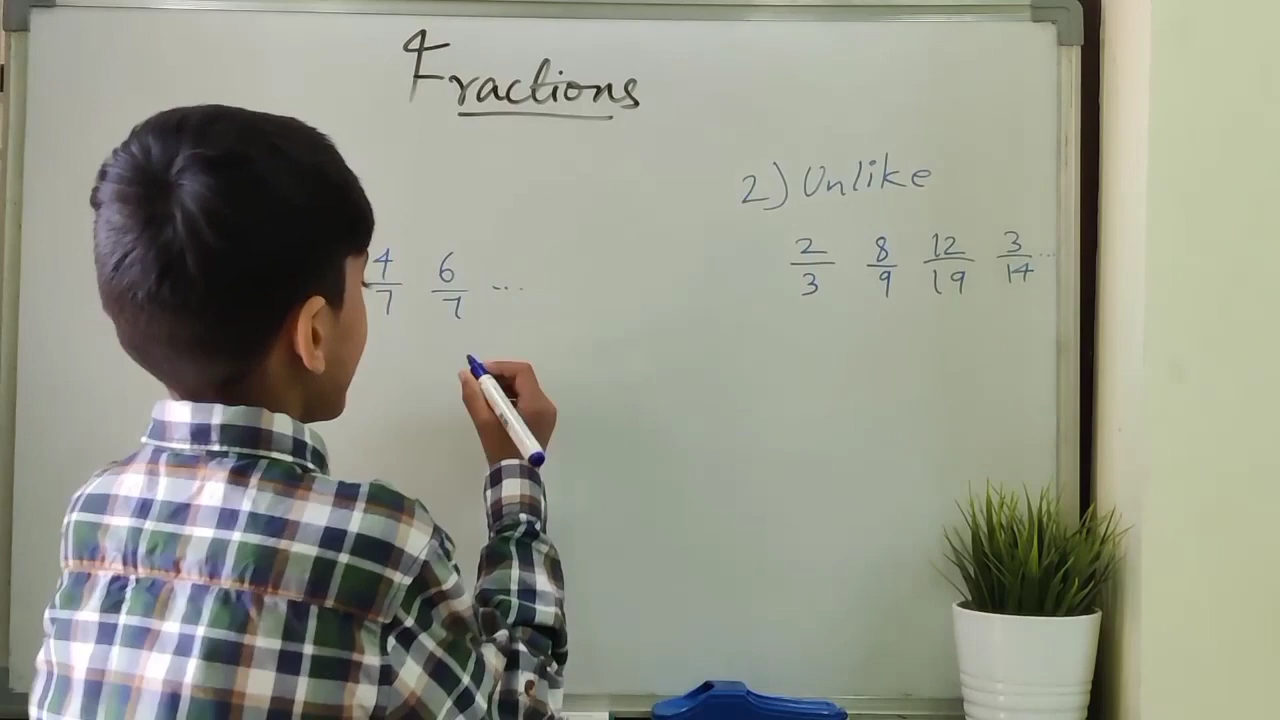 Fractions
2) Unlike
4/7 6/7 ...
2/3 8/9 12/19 3/14 ...